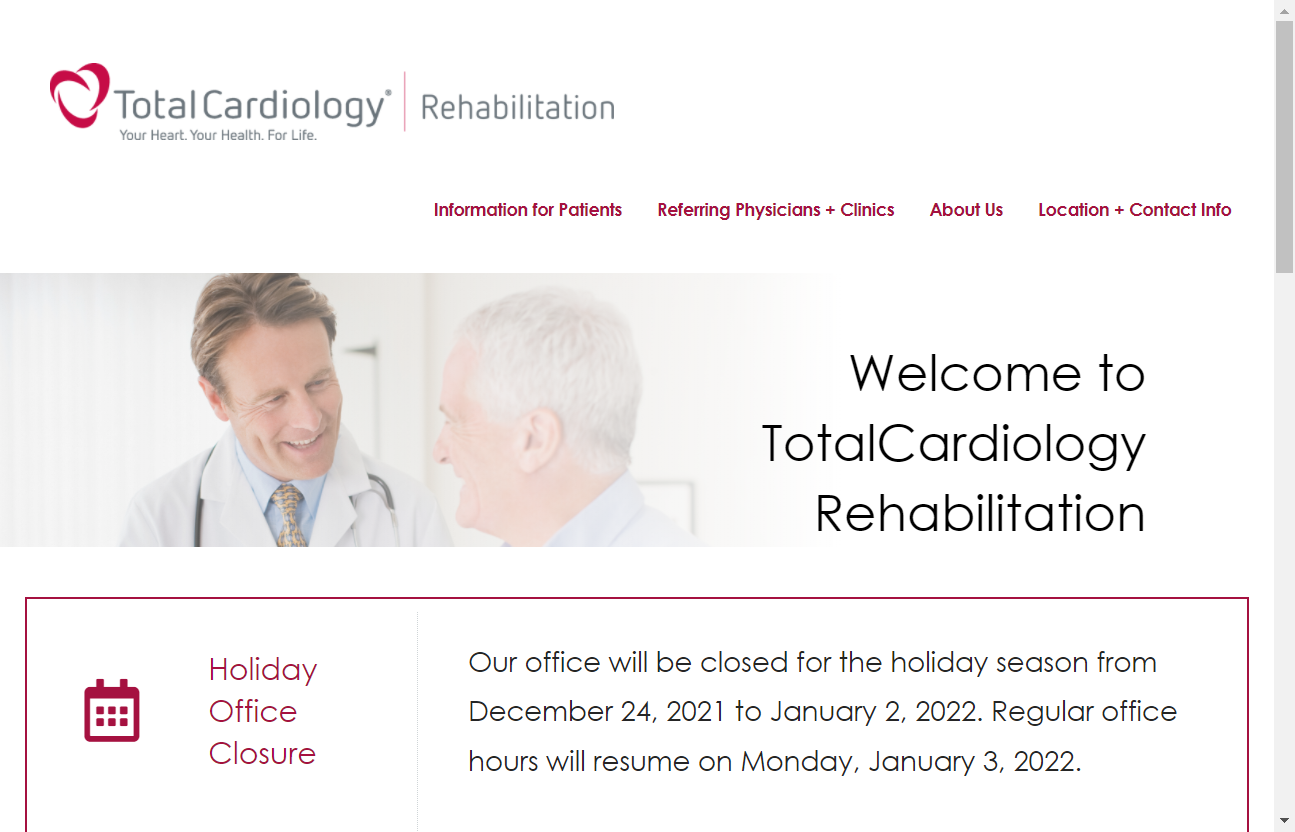 TotalCardiology® Rehabilitation
Your Heart. Your Health. For Life.
Information for Patients Referring Physicians + Clinics About Us Location + Contact Info
Welcome to
TotalCardiology
Rehabilitation
Holiday
Office
Closure
Our office will be closed for the holiday season from
December 24, 2021 to January 2, 2022. Regular office
hours will resume on Monday, January 3, 2022.